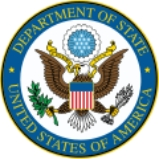 DEPARTMENT OF STATE
UNITED STATES OF AMERICA